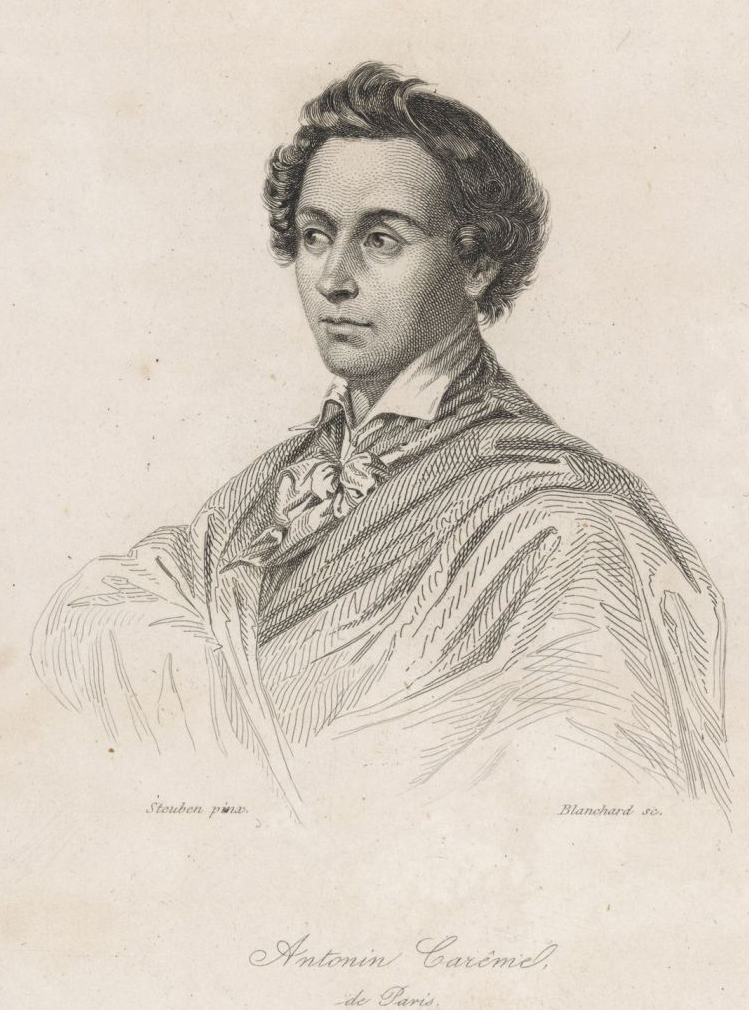 Steuben pinx. Blanchard sc.
Antonin Carême,
de Paris.